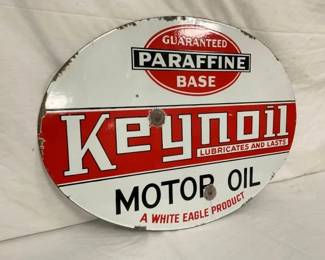 GUARANTEED
PARAFFINE
BASE
Keynoil
LUBRICATES AND LASTS
MOTOR OIL
A WHITE EAGLE PRODUCT